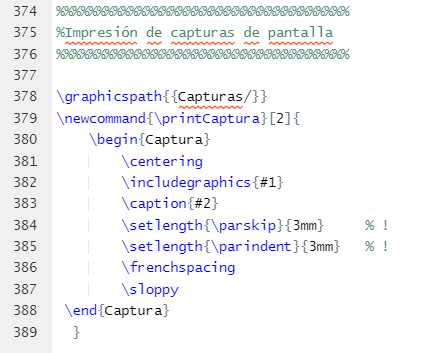 374 %%%%%%%%%%%%%%%%%%%%%%%%%%%%%%%%%%%
375 %Impresión de capturas de pantalla
376 %%%%%%%%%%%%%%%%%%%%%%%%%%%%%%%%%%%
377
378 \graphicspath{{Capturas/}}
379 \newcommand{\printCaptura}[2]{
380     \begin{Captura}
381         \centering
382         \includegraphics{#1}
383         \caption{#2}
384         \setlength{\parskip}{3mm}     % !
385         \setlength{\parindent}{3mm}   % !
386         \frenchspacing
387         \sloppy
388  \end{Captura}
389   }